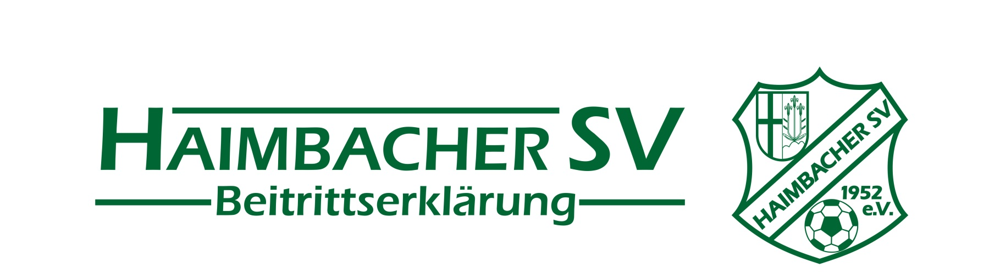 HAIMBACHER SV
Beitrittserklärung
HAIMBACHER SV
1952
e.V.